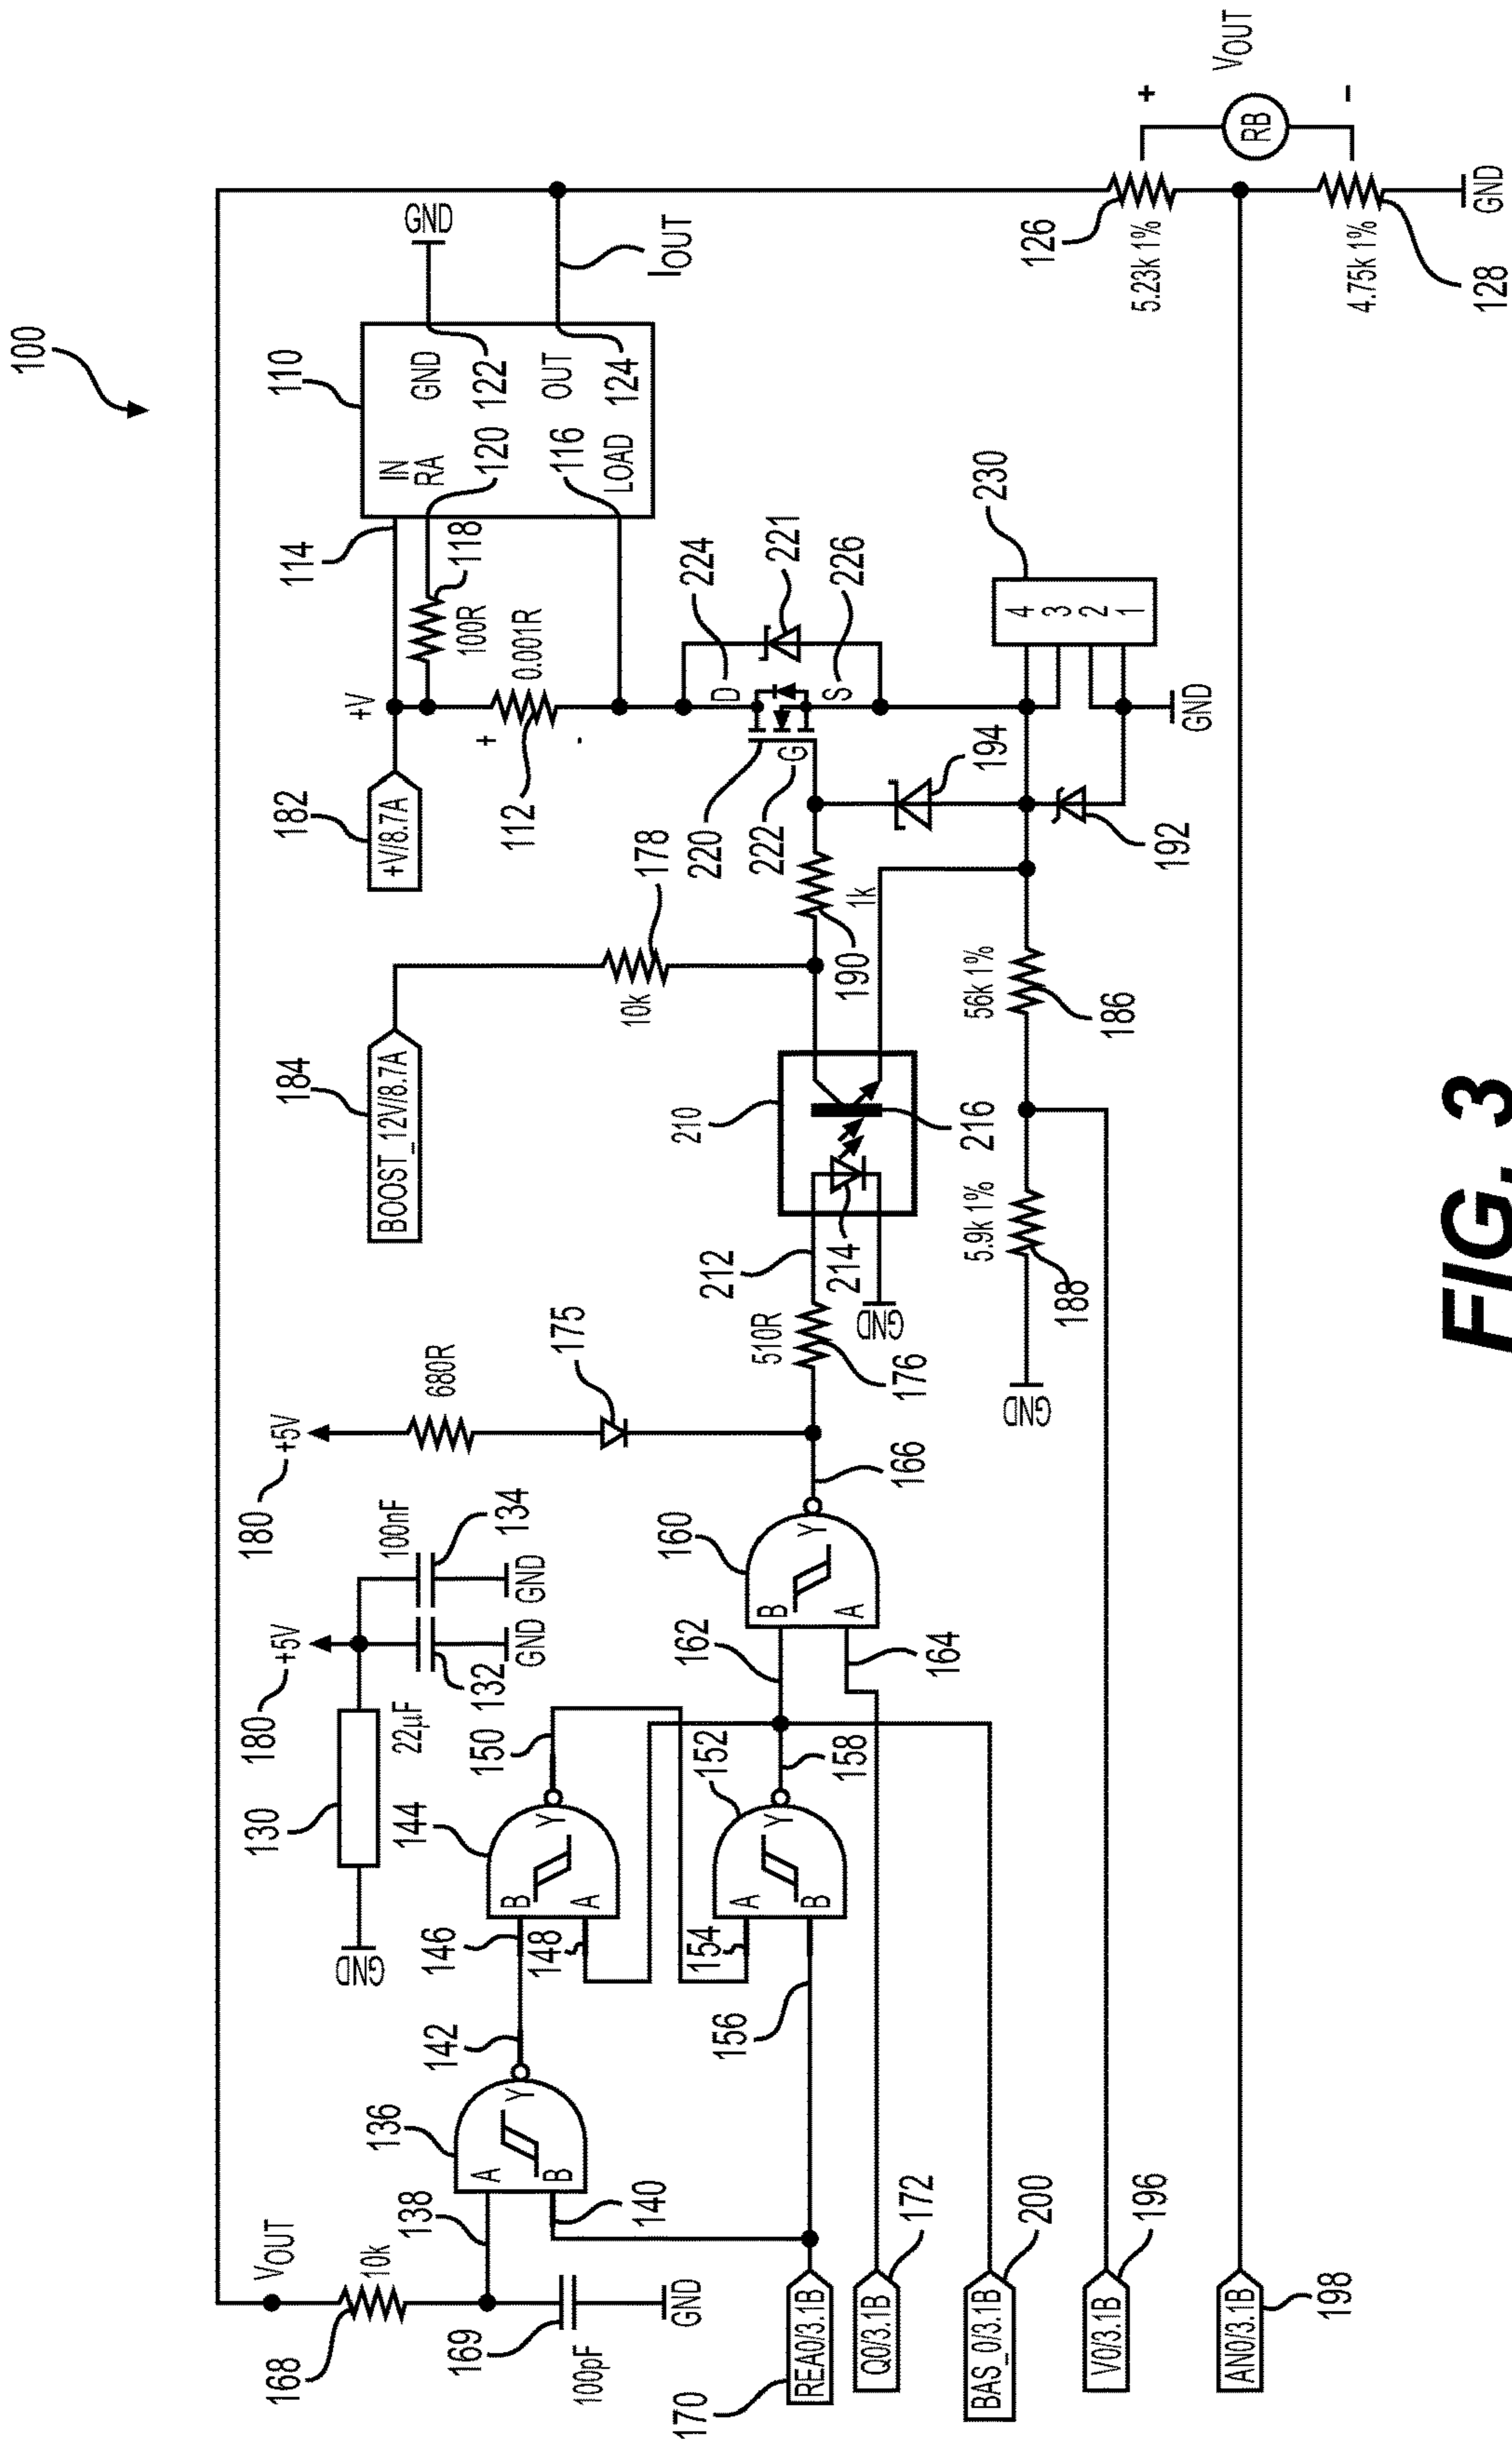 100
110
IN
RA
GND
120
122
116
OUT
LOAD
124
GND
IOUT
114
118
100R
+V
0.001R
+
-
112
182
+V/8.7A
184
BOOST_12V/8.7A
178
10k
220
222
G
D
S
224
221
226
230
4
3
2
1
GND
194
192
190
1k
56k 1%
186
5.9k 1%
188
GND
210
216
214
212
GND
510R
176
175
680R
+5V
180
166
160
B
A
Y
162
164
134
100nF
GND
GND
132
22µF
+5V
180
130
GND
150
144
B
A
Y
146
148
152
158
A
B
Y
154
156
142
136
A
B
Y
138
140
VOUT
10k
168
169
100pF
GND
170
REA0/3.1B
Q0/3.1B
172
BAS_0/3.1B
200
V0/3.1B
196
AN0/3.1B
198
126
5.23k 1%
4.75k 1%
128
GND
+
RB
-
VOUT
FIG. 3